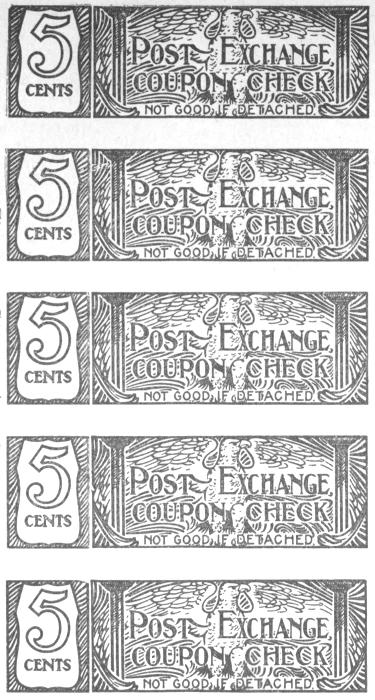 5
CENTS
POST EXCHANGE,
COUPON CHECK
NOT GOOD IF DETACHED.
5
CENTS
POST EXCHANGE,
COUPON CHECK
NOT GOOD IF DETACHED.
5
CENTS
POST EXCHANGE,
COUPON CHECK
NOT GOOD IF DETACHED.
5
CENTS
POST EXCHANGE,
COUPON CHECK
NOT GOOD IF DETACHED.
5
CENTS
POST EXCHANGE,
COUPON CHECK
NOT GOOD IF DETACHED.